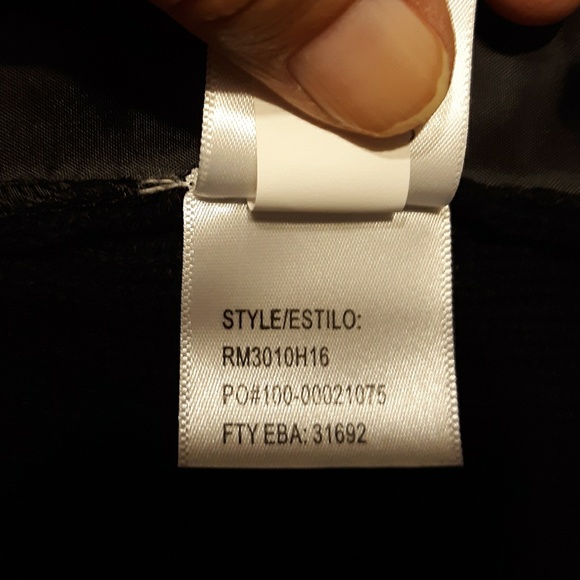 STYLE/ESTILO:
RM3010H16
PO#100-00021075
FTY EBA: 31692